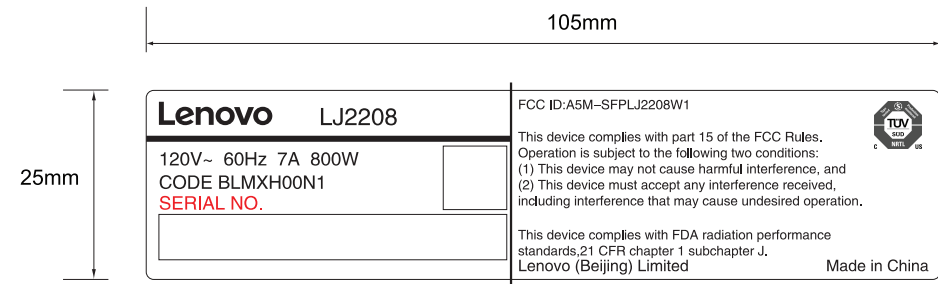 105mm
25mm
Lenovo LJ2208
120V~ 60Hz 7A 800W
CODE BLMXH00N1
SERIAL NO.
FCC ID:A5M–SFPLJ2208W1
This device complies with part 15 of the FCC Rules.
Operation is subject to the following two conditions:
(1) This device may not cause harmful interference, and
(2) This device must accept any interference received,
including interference that may cause undesired operation.
This device complies with FDA radiation performance
standards,21 CFR chapter 1 subchapter J.
Lenovo (Beijing) Limited
Made in China
TÜV
SÜD
NRTL
C US